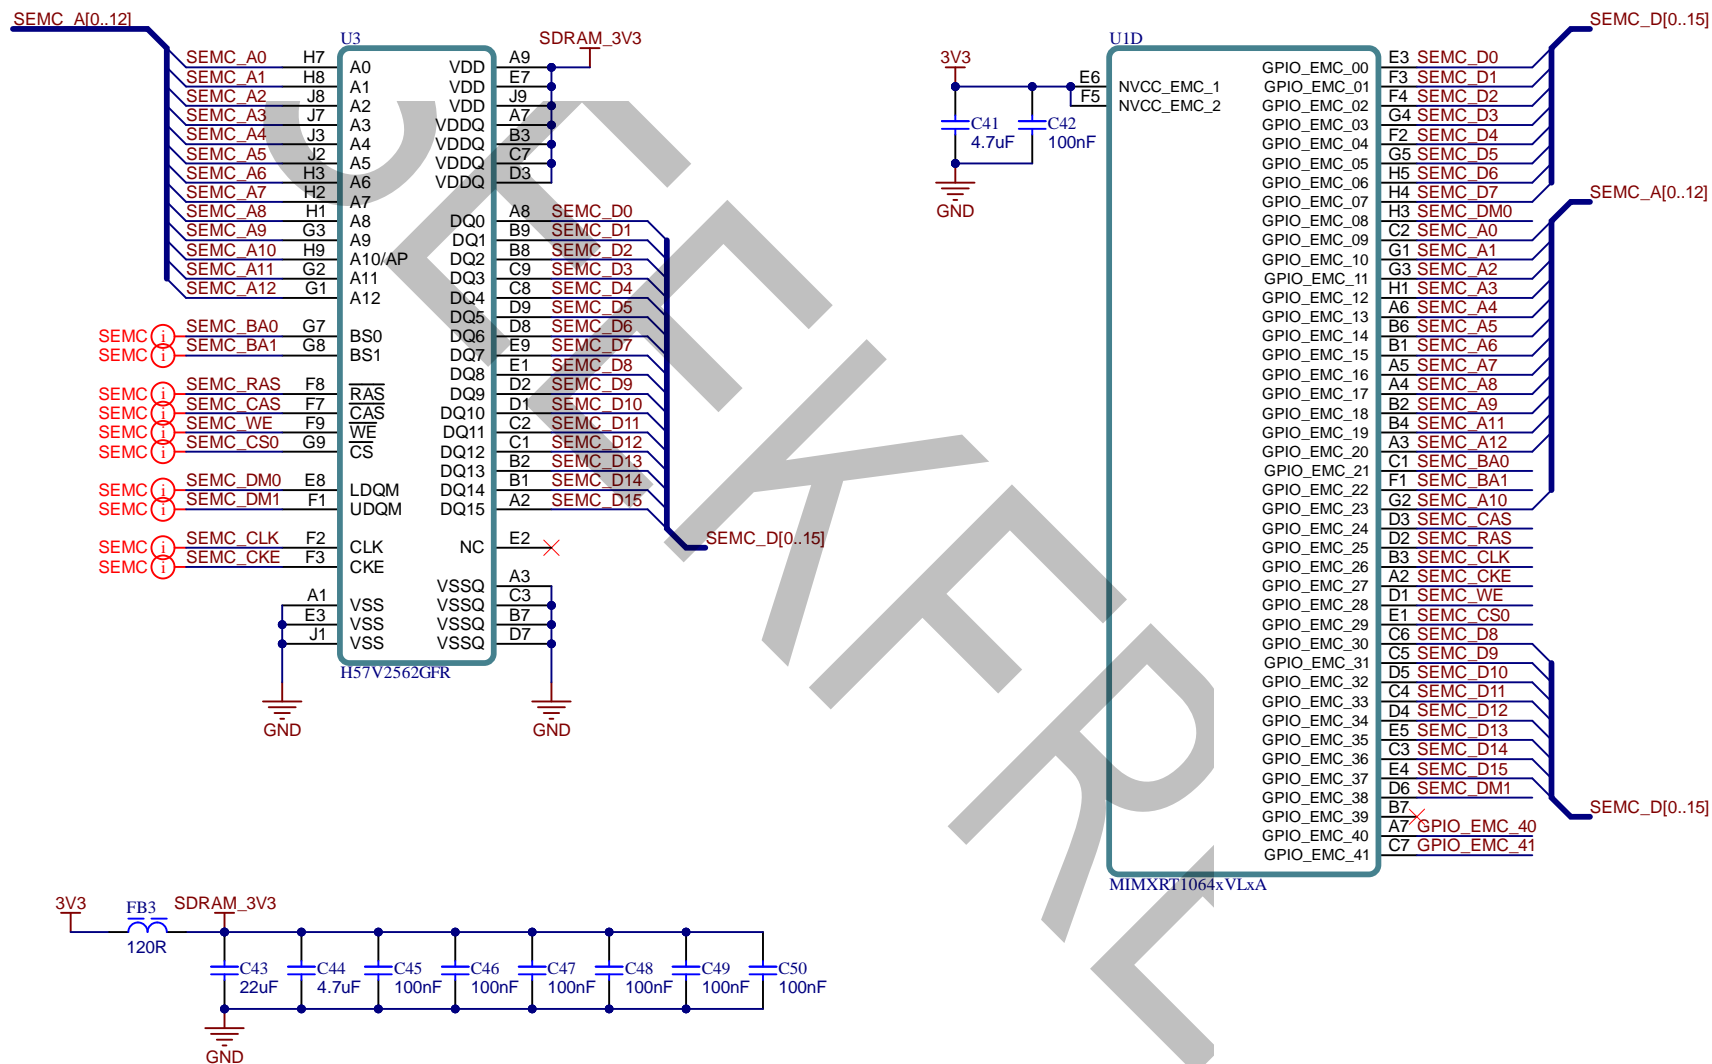 SEMC_A[0..12]
U3
SDRAM_3V3
SEMC_A0 H7 A0 VDD A9
SEMC_A1 H8 A1 VDD E7
SEMC_A2 J8 A2 VDD J9
SEMC_A3 J7 A3 VDDQ A7
SEMC_A4 J3 A4 VDDQ B3
SEMC_A5 J2 A5 VDDQ C7
SEMC_A6 H3 A6 VDDQ D3
SEMC_A7 H2 A7
SEMC_A8 H1 A8 DQ0 A8 SEMC_D0
SEMC_A9 G3 A9 DQ1 B9 SEMC_D1
SEMC_A10 H9 A10/AP DQ2 B8 SEMC_D2
SEMC_A11 G2 A11 DQ3 C9 SEMC_D3
SEMC_A12 G1 A12 DQ4 C8 SEMC_D4
DQ5 D9 SEMC_D5
SEMC i SEMC_BA0 G7 BS0 DQ6 D8 SEMC_D6
SEMC i SEMC_BA1 G8 BS1 DQ7 E9 SEMC_D7
DQ8 E1 SEMC_D8
SEMC i SEMC_RAS F8 RAS DQ9 D2 SEMC_D9
SEMC i SEMC_CAS F7 CAS DQ10 D1 SEMC_D10
SEMC i SEMC_WE F9 WE DQ11 C2 SEMC_D11
SEMC i SEMC_CS0 G9 CS DQ12 C1 SEMC_D12
DQ13 B2 SEMC_D13
SEMC i SEMC_DM0 E8 LDQM DQ14 B1 SEMC_D14
SEMC i SEMC_DM1 F1 UDQM DQ15 A2 SEMC_D15
SEMC_D[0..15]
SEMC i SEMC_CLK F2 CLK NC E2
SEMC i SEMC_CKE F3 CKE
VSSQ A3
A1 VSS VSSQ C3
E3 VSS VSSQ B7
J1 VSS VSSQ D7
H57V2562GFR
GND GND
SEMC_D[0..15]
U1D
3V3
E6 NVCC_EMC_1
F5 NVCC_EMC_2
C41 4.7uF
C42 100nF
GND
GPIO_EMC_00 E3 SEMC_D0
GPIO_EMC_01 F3 SEMC_D1
GPIO_EMC_02 F4 SEMC_D2
GPIO_EMC_03 G4 SEMC_D3
GPIO_EMC_04 F2 SEMC_D4
GPIO_EMC_05 G5 SEMC_D5
GPIO_EMC_06 H5 SEMC_D6
GPIO_EMC_07 H4 SEMC_D7
SEMC_A[0..12]
GPIO_EMC_08 H3 SEMC_DM0
GPIO_EMC_09 C2 SEMC_A0
GPIO_EMC_10 G1 SEMC_A1
GPIO_EMC_11 G3 SEMC_A2
GPIO_EMC_12 H1 SEMC_A3
GPIO_EMC_13 A6 SEMC_A4
GPIO_EMC_14 B6 SEMC_A5
GPIO_EMC_15 B1 SEMC_A6
GPIO_EMC_16 A5 SEMC_A7
GPIO_EMC_17 A4 SEMC_A8
GPIO_EMC_18 B2 SEMC_A9
GPIO_EMC_19 B4 SEMC_A11
GPIO_EMC_20 A3 SEMC_A12
GPIO_EMC_21 C1 SEMC_BA0
GPIO_EMC_22 F1 SEMC_BA1
GPIO_EMC_23 G2 SEMC_A10
GPIO_EMC_24 D3 SEMC_CAS
GPIO_EMC_25 D2 SEMC_RAS
GPIO_EMC_26 B3 SEMC_CLK
GPIO_EMC_27 A2 SEMC_CKE
GPIO_EMC_28 D1 SEMC_WE
GPIO_EMC_29 E1 SEMC_CS0
GPIO_EMC_30 C6 SEMC_D8
GPIO_EMC_31 C5 SEMC_D9
GPIO_EMC_32 D5 SEMC_D10
GPIO_EMC_33 C4 SEMC_D11
GPIO_EMC_34 D4 SEMC_D12
GPIO_EMC_35 E5 SEMC_D13
GPIO_EMC_36 C3 SEMC_D14
GPIO_EMC_37 E4 SEMC_D15
GPIO_EMC_38 D6 SEMC_DM1
GPIO_EMC_39 B7
SEMC_D[0..15]
GPIO_EMC_40 A7 GPIO_EMC_40
GPIO_EMC_41 C7 GPIO_EMC_41
MIMXRT1064xVLxA
3V3 FB3 SDRAM_3V3
120R
C43 C44 C45 C46 C47 C48 C49 C50
22uF 4.7uF 100nF 100nF 100nF 100nF 100nF 100nF
GND